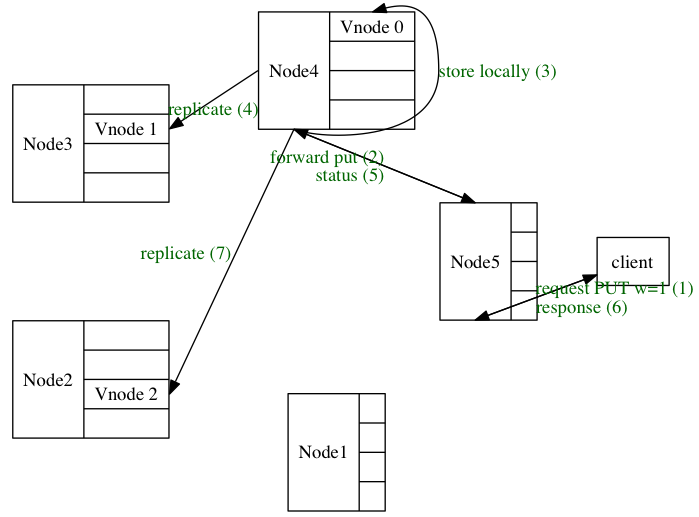 Vnode 0
Node4
store locally (3)
replicate (4)
Vnode 1
Node3
forward put (2)
status (5)
replicate (7)
Node5
client
request PUT w=1 (1)
response (6)
Node2
Vnode 2
Node1